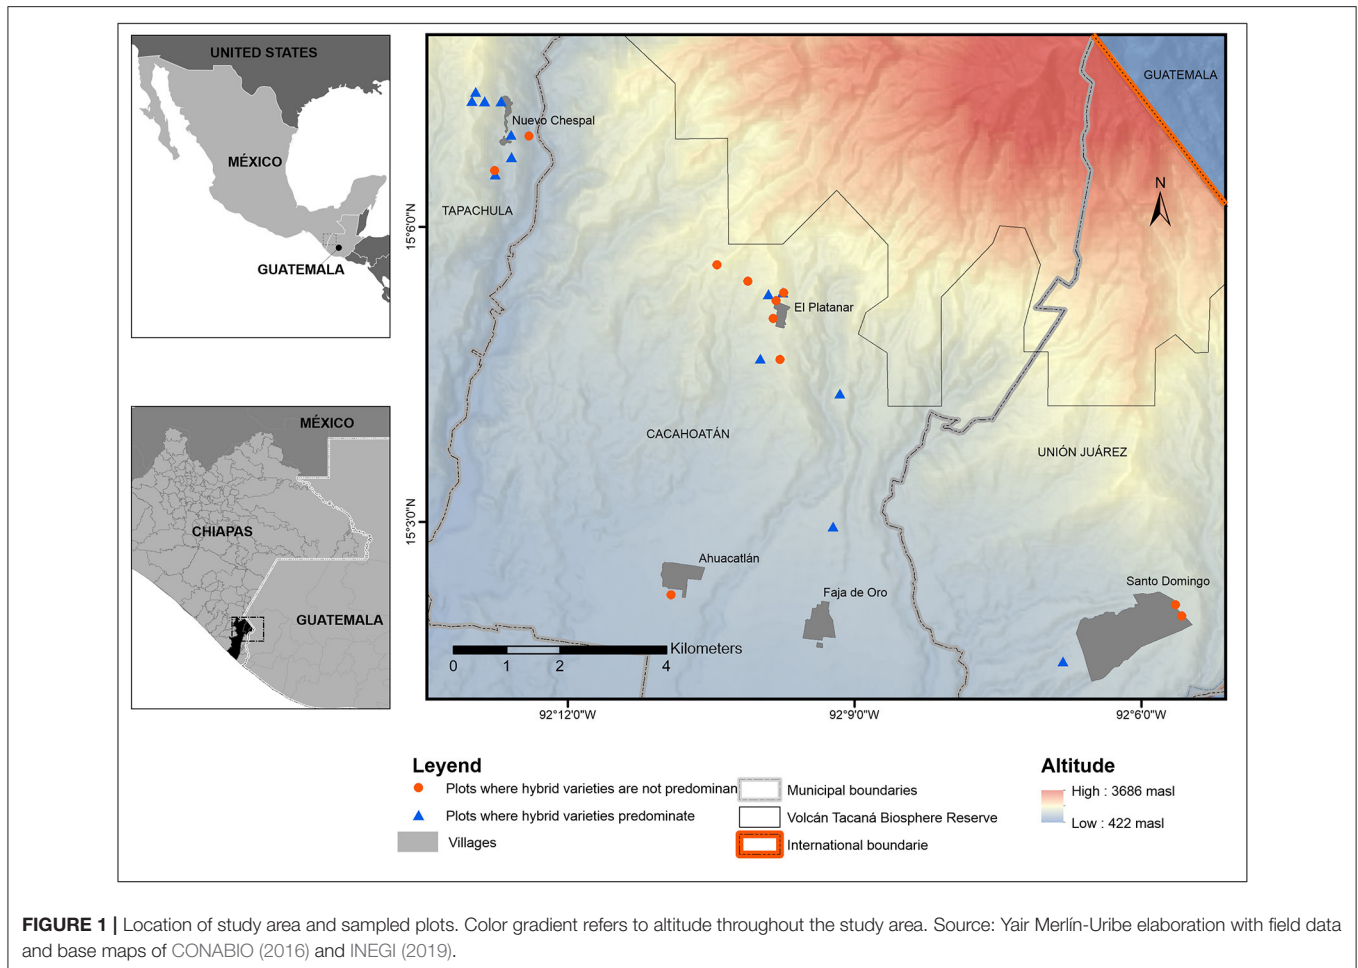 UNITED STATES
MÉXICO
GUATEMALA
MÉXICO
CHIAPAS
GUATEMALA
GUATEMALA
Nuevo Chespal
N
TAPACHULA
15°6'0"N
El Platanar
CACAHOATÁN
UNIÓN JUÁREZ
15°3'0"N
Ahuacatlán
Santo Domingo
Faja de Oro
Kilometers
0 1 2 4
92°12'0"W 92°9'0"W 92°6'0"W
Leyend
Plots where hybrid varieties are not predominan
Plots where hybrid varieties predominate
Villages
Municipal boundaries
Volcán Tacaná Biosphere Reserve
International boundarie
Altitude
High : 3686 masl
Low : 422 masl
FIGURE 1 | Location of study area and sampled plots. Color gradient refers to altitude throughout the study area. Source: Yair Merlín-Uribe elaboration with field data
and base maps of CONABIO (2016) and INEGI (2019).